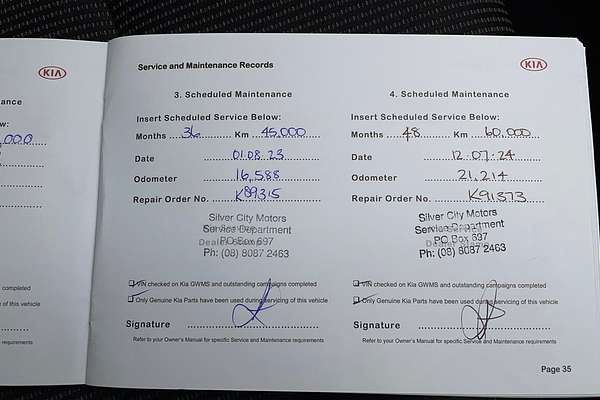 KIA
ance
w:
,000
completed
of this vehicle
requirements
Service and Maintenance Records
KIA
3. Scheduled Maintenance
Insert Scheduled Service Below:
Months 36 Km 45,000
Date 01.08.23
Odometer 16,588
Repair Order No. K89315
Silver City Motors
Service Department
PO Box 697
Ph: (08) 8087 2463
VIN checked on Kia GWMS and outstanding campaigns completed
Only Genuine Kia Parts have been used during servicing of this vehicle
Signature
Refer to your Owner's Manual for specific Service and Maintenance requirements
4. Scheduled Maintenance
Insert Scheduled Service Below:
Months 48 Km 60,000
Date 12.07.24
Odometer 21,214
Repair Order No. K91373
Silver City Motors
Service Department
PO Box 697
Ph: (08) 8087 2463
VIN checked on Kia GWMS and outstanding campaigns completed
Only Genuine Kia Parts have been used during servicing of this vehicle
Signature
Refer to your Owner's Manual for specific Service and Maintenance requirements
Page 35